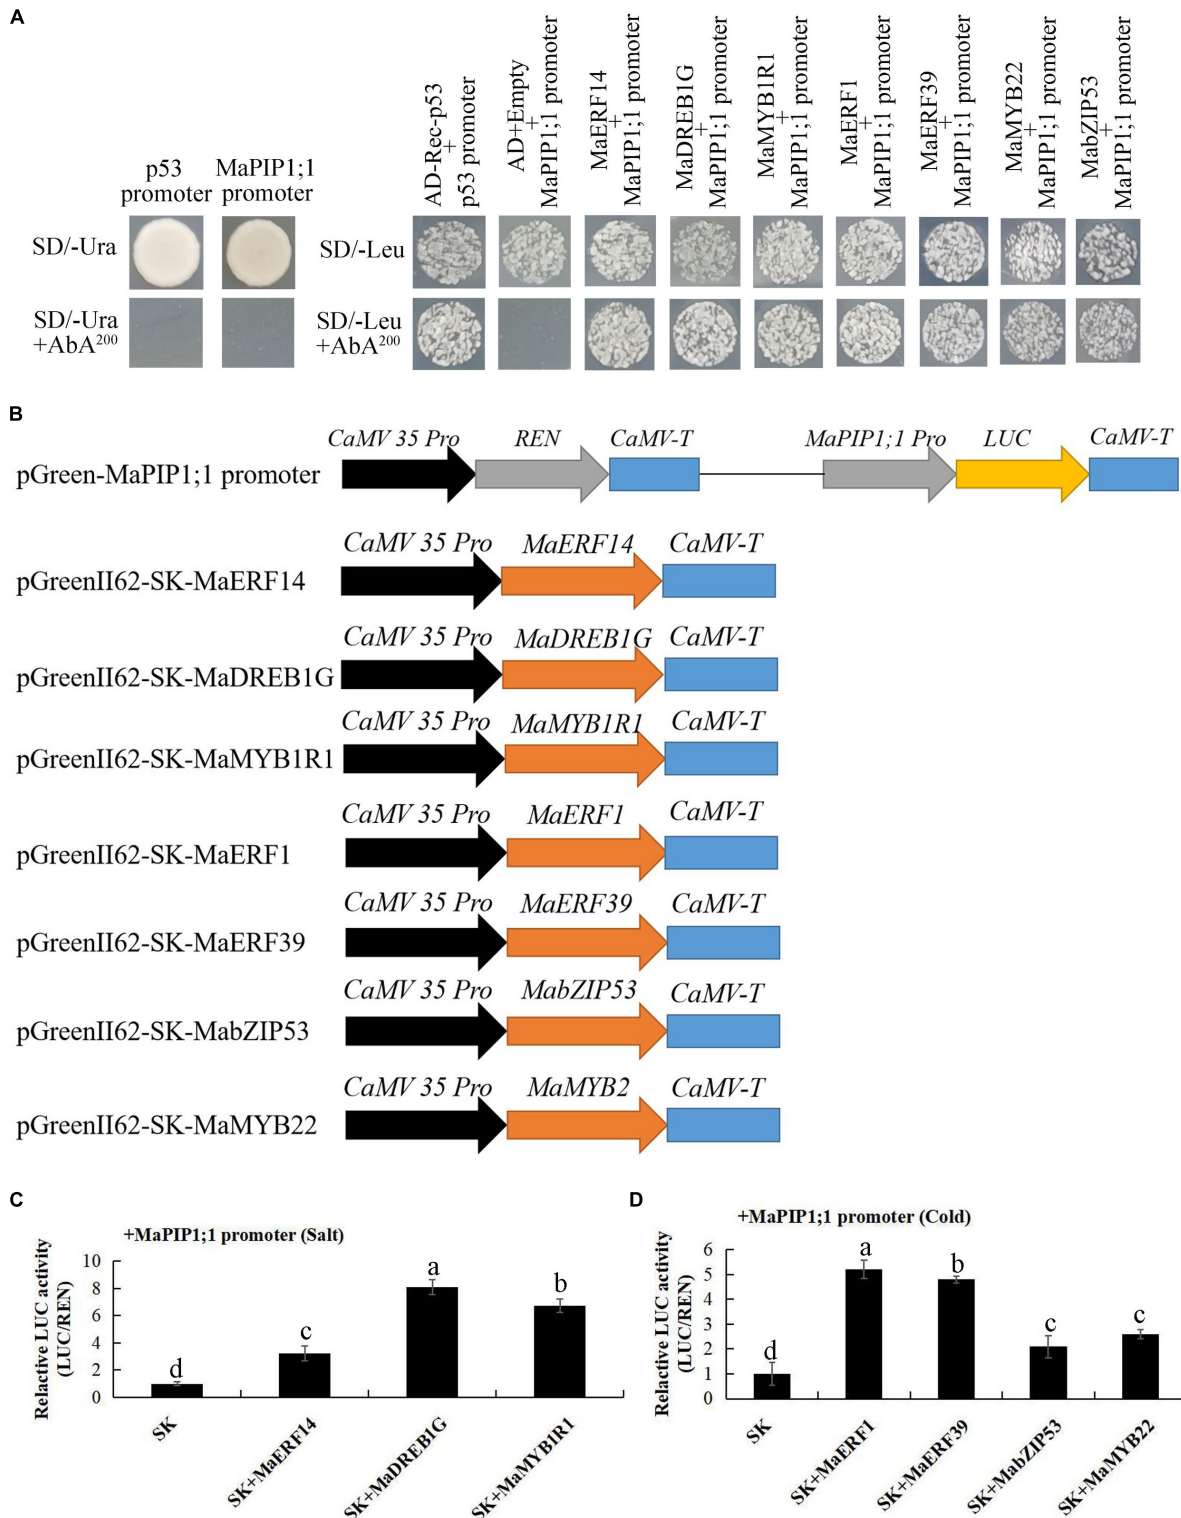 A
p53
promoter
MaPIP1;1
promoter
AD-Rec-p53
+
p53 promoter
AD+Empty
+
MaPIP1;1 promoter
MaERF14
+
MaPIP1;1 promoter
MaDREB1G
+
MaPIP1;1 promoter
MaMYB1R1
+
MaPIP1;1 promoter
MaERF1
+
MaPIP1;1 promoter
MaERF39
+
MaPIP1;1 promoter
MaMYB22
+
MaPIP1;1 promoter
MabZIP53
+
MaPIP1;1 promoter
SD/-Ura
SD/-Leu
SD/-Ura
+AbA200
SD/-Leu
+AbA200
B
CaMV 35 Pro REN CaMV-T MaPIP1;1 Pro LUC CaMV-T
pGreen-MaPIP1;1 promoter
CaMV 35 Pro MaERF14 CaMV-T
pGreenII62-SK-MaERF14
CaMV 35 Pro MaDREB1G CaMV-T
pGreenII62-SK-MaDREB1G
CaMV 35 Pro MaMYB1R1 CaMV-T
pGreenII62-SK-MaMYB1R1
CaMV 35 Pro MaERF1 CaMV-T
pGreenII62-SK-MaERF1
CaMV 35 Pro MaERF39 CaMV-T
pGreenII62-SK-MaERF39
CaMV 35 Pro MabZIP53 CaMV-T
pGreenII62-SK-MabZIP53
CaMV 35 Pro MaMYB2 CaMV-T
pGreenII62-SK-MaMYB22
C
+MaPIP1;1 promoter (Salt)
Relactive LUC activity
(LUC/REN)
10
8
6
4
2
0
d
c
a
b
SK
SK+MaERF14
SK+MaDREB1G
SK+MaMYB1R1
D
+MaPIP1;1 promoter (Cold)
Relactive LUC activity
(LUC/REN)
6
5
4
3
2
1
0
d
a
b
c
c
SK
SK+MaERF1
SK+MaERF39
SK+MabZIP53
SK+MaMYB22